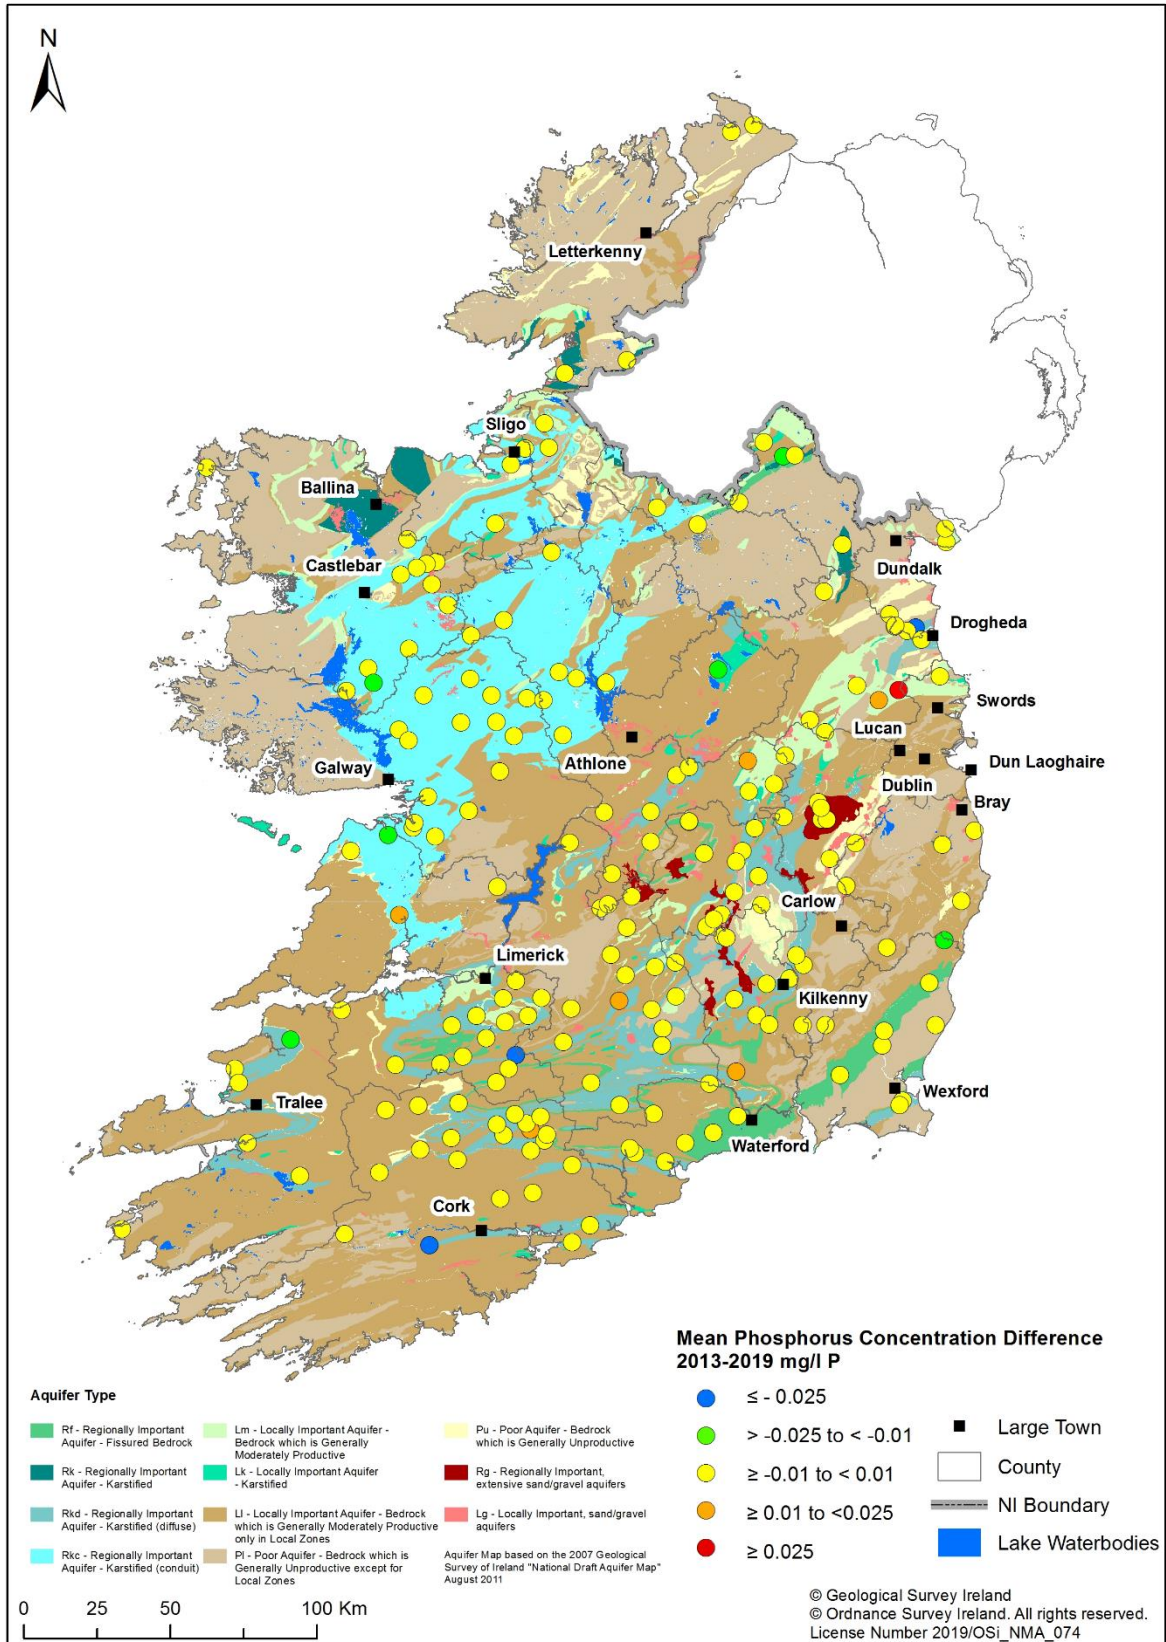 N
Letterkenny
Sligo
Ballina
Castlebar
Dundalk
Drogheda
Swords
Lucan
Athlone
Galway
Dun Laoghaire
Dublin
Bray
Carlow
Limerick
Kilkenny
Wexford
Tralee
Waterford
Cork
Mean Phosphorus Concentration Difference
2013-2019 mg/l P
≤ - 0.025
> -0.025 to < -0.01
≥ -0.01 to < 0.01
≥ 0.01 to <0.025
≥ 0.025
Large Town
County
NI Boundary
Lake Waterbodies
Aquifer Type
Rf - Regionally Important
Aquifer - Fissured Bedrock
Rk - Regionally Important
Aquifer - Karstified
Rkd - Regionally Important
Aquifer - Karstified (diffuse)
Rkc - Regionally Important
Aquifer - Karstified (conduit)
Lm - Locally Important Aquifer -
Bedrock which is Generally
Moderately Productive
Lk - Locally Important Aquifer
- Karstified
Ll - Locally Important Aquifer - Bedrock
which is Generally Moderately Productive
only in Local Zones
Pl - Poor Aquifer - Bedrock which is
Generally Unproductive except for
Local Zones
Pu - Poor Aquifer - Bedrock
which is Generally Unproductive
Rg - Regionally Important,
extensive sand/gravel aquifers
Lg - Locally Important, sand/gravel
aquifers
Aquifer Map based on the 2007 Geological
Survey of Ireland "National Draft Aquifer Map"
August 2011
0 25 50 100 Km
© Geological Survey Ireland
© Ordnance Survey Ireland. All rights reserved.
License Number 2019/OSi_NMA_074